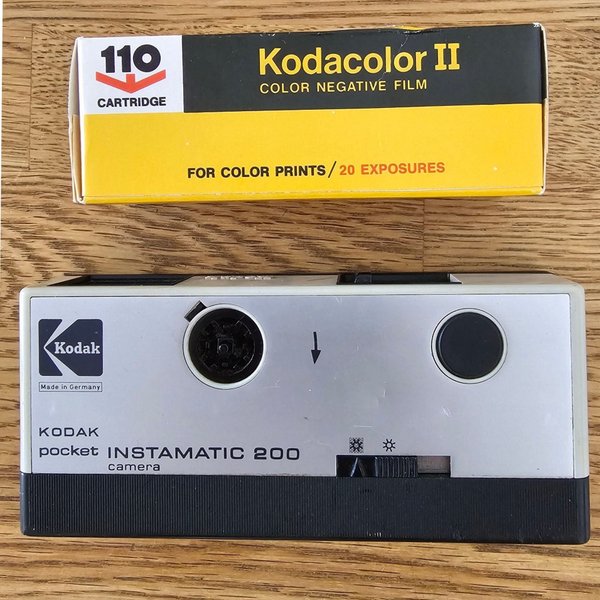 110
CARTRIDGE
Kodacolor II
COLOR NEGATIVE FILM
FOR COLOR PRINTS/20 EXPOSURES
Kodak
Made in Germany
KODAK
pocket INSTAMATIC 200
camera